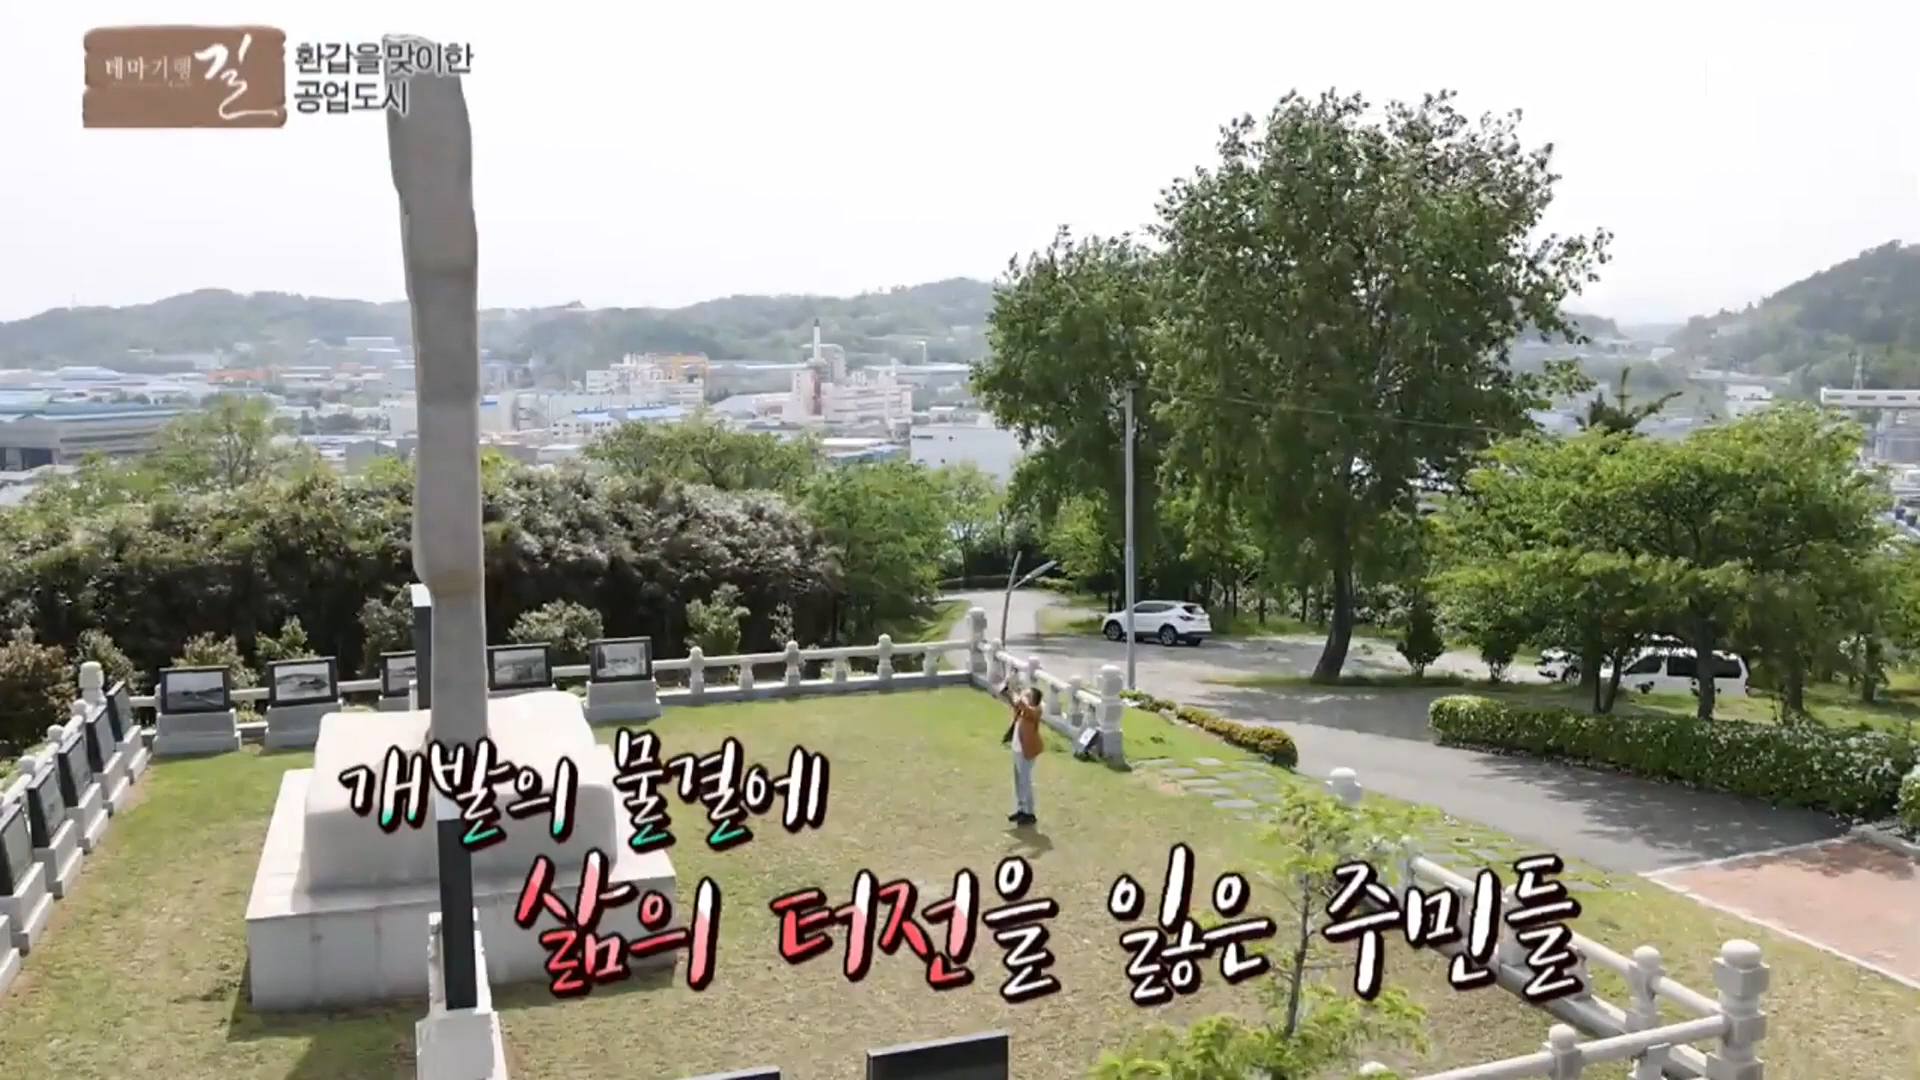 테마기행 길
환갑을 맞이한
공업도시
개발의 물결에
삶의 터전을 잃은 주민들